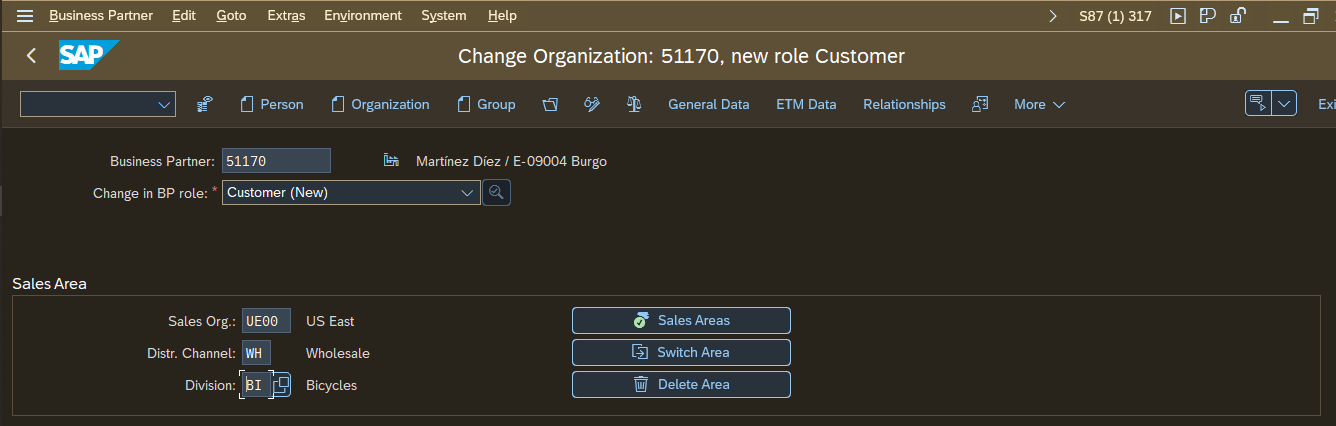 Business Partner Edit Goto Extras Environment System Help S87 (1) 317
SAP Change Organization: 51170, new role Customer
Person Organization Group General Data ETM Data Relationships More Exi
Business Partner: 51170 Martínez Díez / E-09004 Burgo
Change in BP role: * Customer (New)
Sales Area
Sales Org.: UE00 US East Sales Areas
Distr. Channel: WH Wholesale Switch Area
Division: BI Bicycles Delete Area